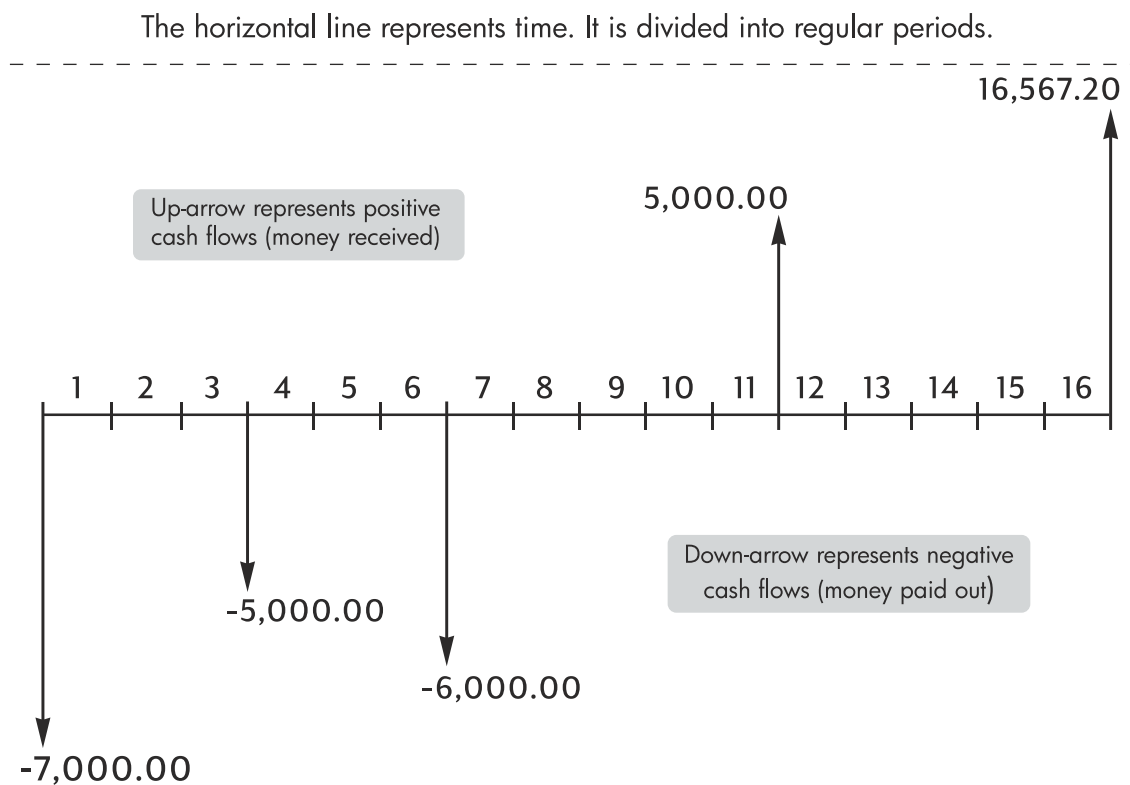 The horizontal line represents time. It is divided into regular periods.
16,567.20
Up-arrow represents positive
cash flows (money received)
5,000.00
1 2 3 4 5 6 7 8 9 10 11 12 13 14 15 16
Down-arrow represents negative
cash flows (money paid out)
-5,000.00
-6,000.00
-7,000.00